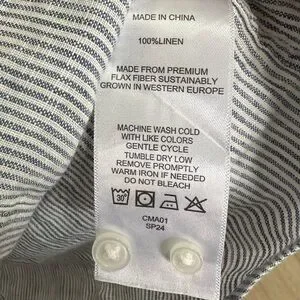 MADE IN CHINA
100%LINEN
MADE FROM PREMIUM
FLAX FIBER SUSTAINABLY
GROWN IN WESTERN EUROPE
MACHINE WASH COLD
WITH LIKE COLORS
GENTLE CYCLE
TUMBLE DRY LOW
REMOVE PROMPTLY
WARM IRON IF NEEDED
DO NOT BLEACH
30°
CMA01
SP24